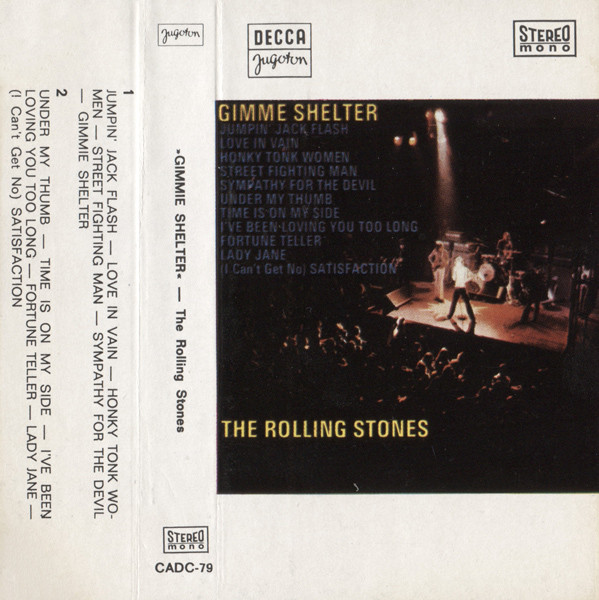 1
JUMPIN' JACK FLASH — LOVE IN VAIN — HONKY TONK WO-
MEN — STREET FIGHTING MAN — SYMPATHY FOR THE DEVIL
— GIMMIE SHELTER
2
UNDER MY THUMB — TIME IS ON MY SIDE — I'VE BEEN
LOVING YOU TOO LONG — FORTUNE TELLER — LADY JANE —
(I Can't Get No) SATISFACTION
Jugoton
»GIMMIE SHELTER« — The Rolling Stones
STEREO
mono
CADC-79
DECCA
Jugoton
STEREO
mono
GIMME SHELTER
JUMPIN' JACK FLASH
LOVE IN VAIN
HONKY TONK WOMEN
STREET FIGHTING MAN
SYMPATHY FOR THE DEVIL
UNDER MY THUMB
TIME IS ON MY SIDE
I'VE BEEN LOVING YOU TOO LONG
FORTUNE TELLER
LADY JANE
(I Can't Get No) SATISFACTION
THE ROLLING STONES